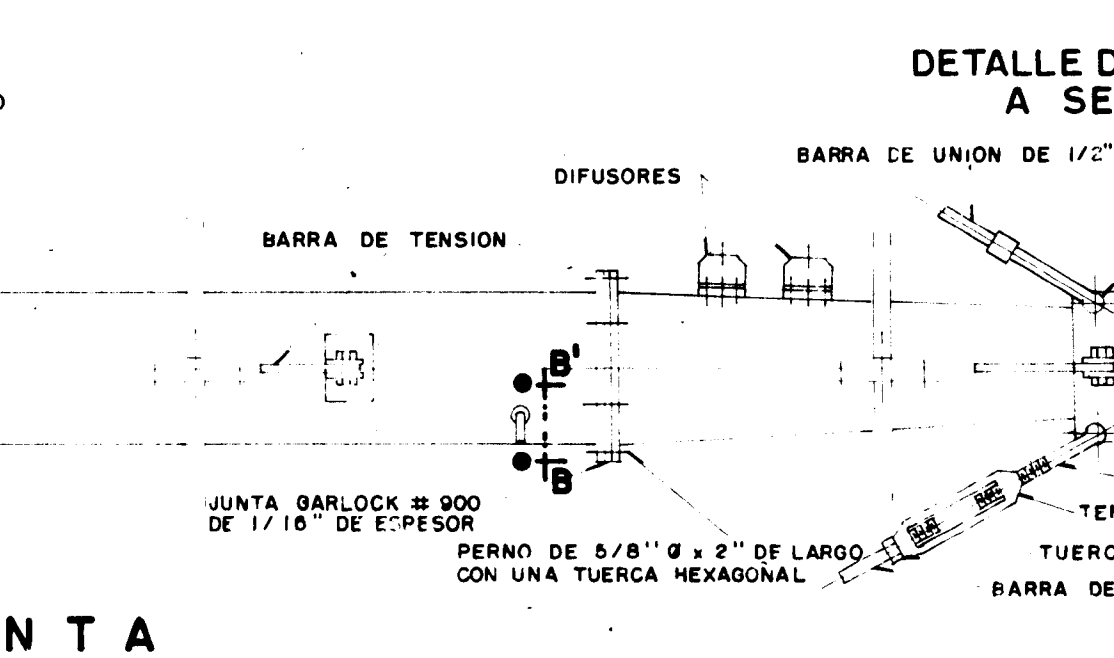 DETALLE D
A SE
BARRA DE UNION DE 1/2"
DIFUSORES
BARRA DE TENSION
B'
B
JUNTA GARLOCK # 900
DE 1/16" DE ESPESOR
PERNO DE 5/8" Ø x 2" DE LARGO
CON UNA TUERCA HEXAGONAL
TE
TUERC
BARRA DE
NTA